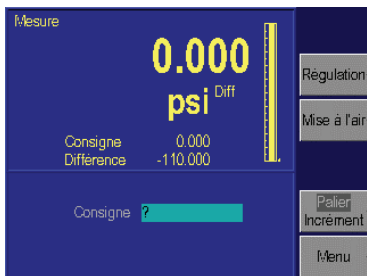 Mesure
0.000
psi Diff
Consigne 0.000
Différence -110.000
Consigne ?
Régulation
Mise à l'air
Palier
Incrément
Menu